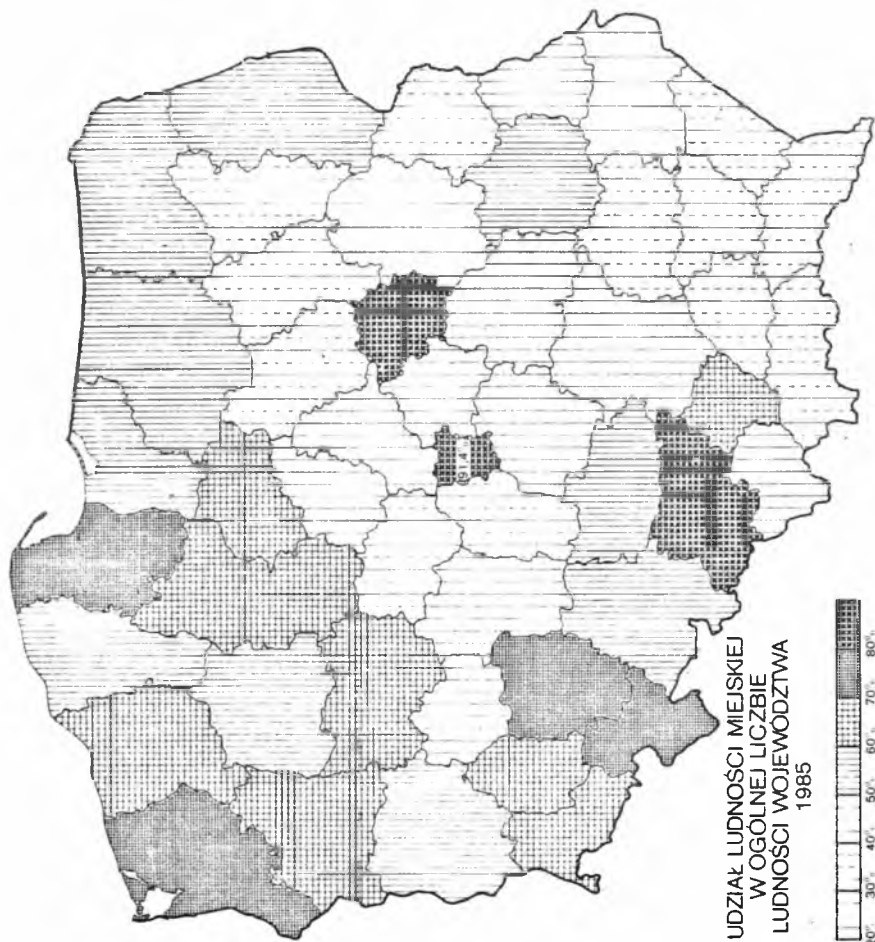 UDZIAŁ LUDNOŚCI MIEJSKIEJ
W OGÓLNEJ LICZBIE
LUDNOŚCI WOJEWÓDZTWA
1985
30% 40% 50% 60% 70% 80%